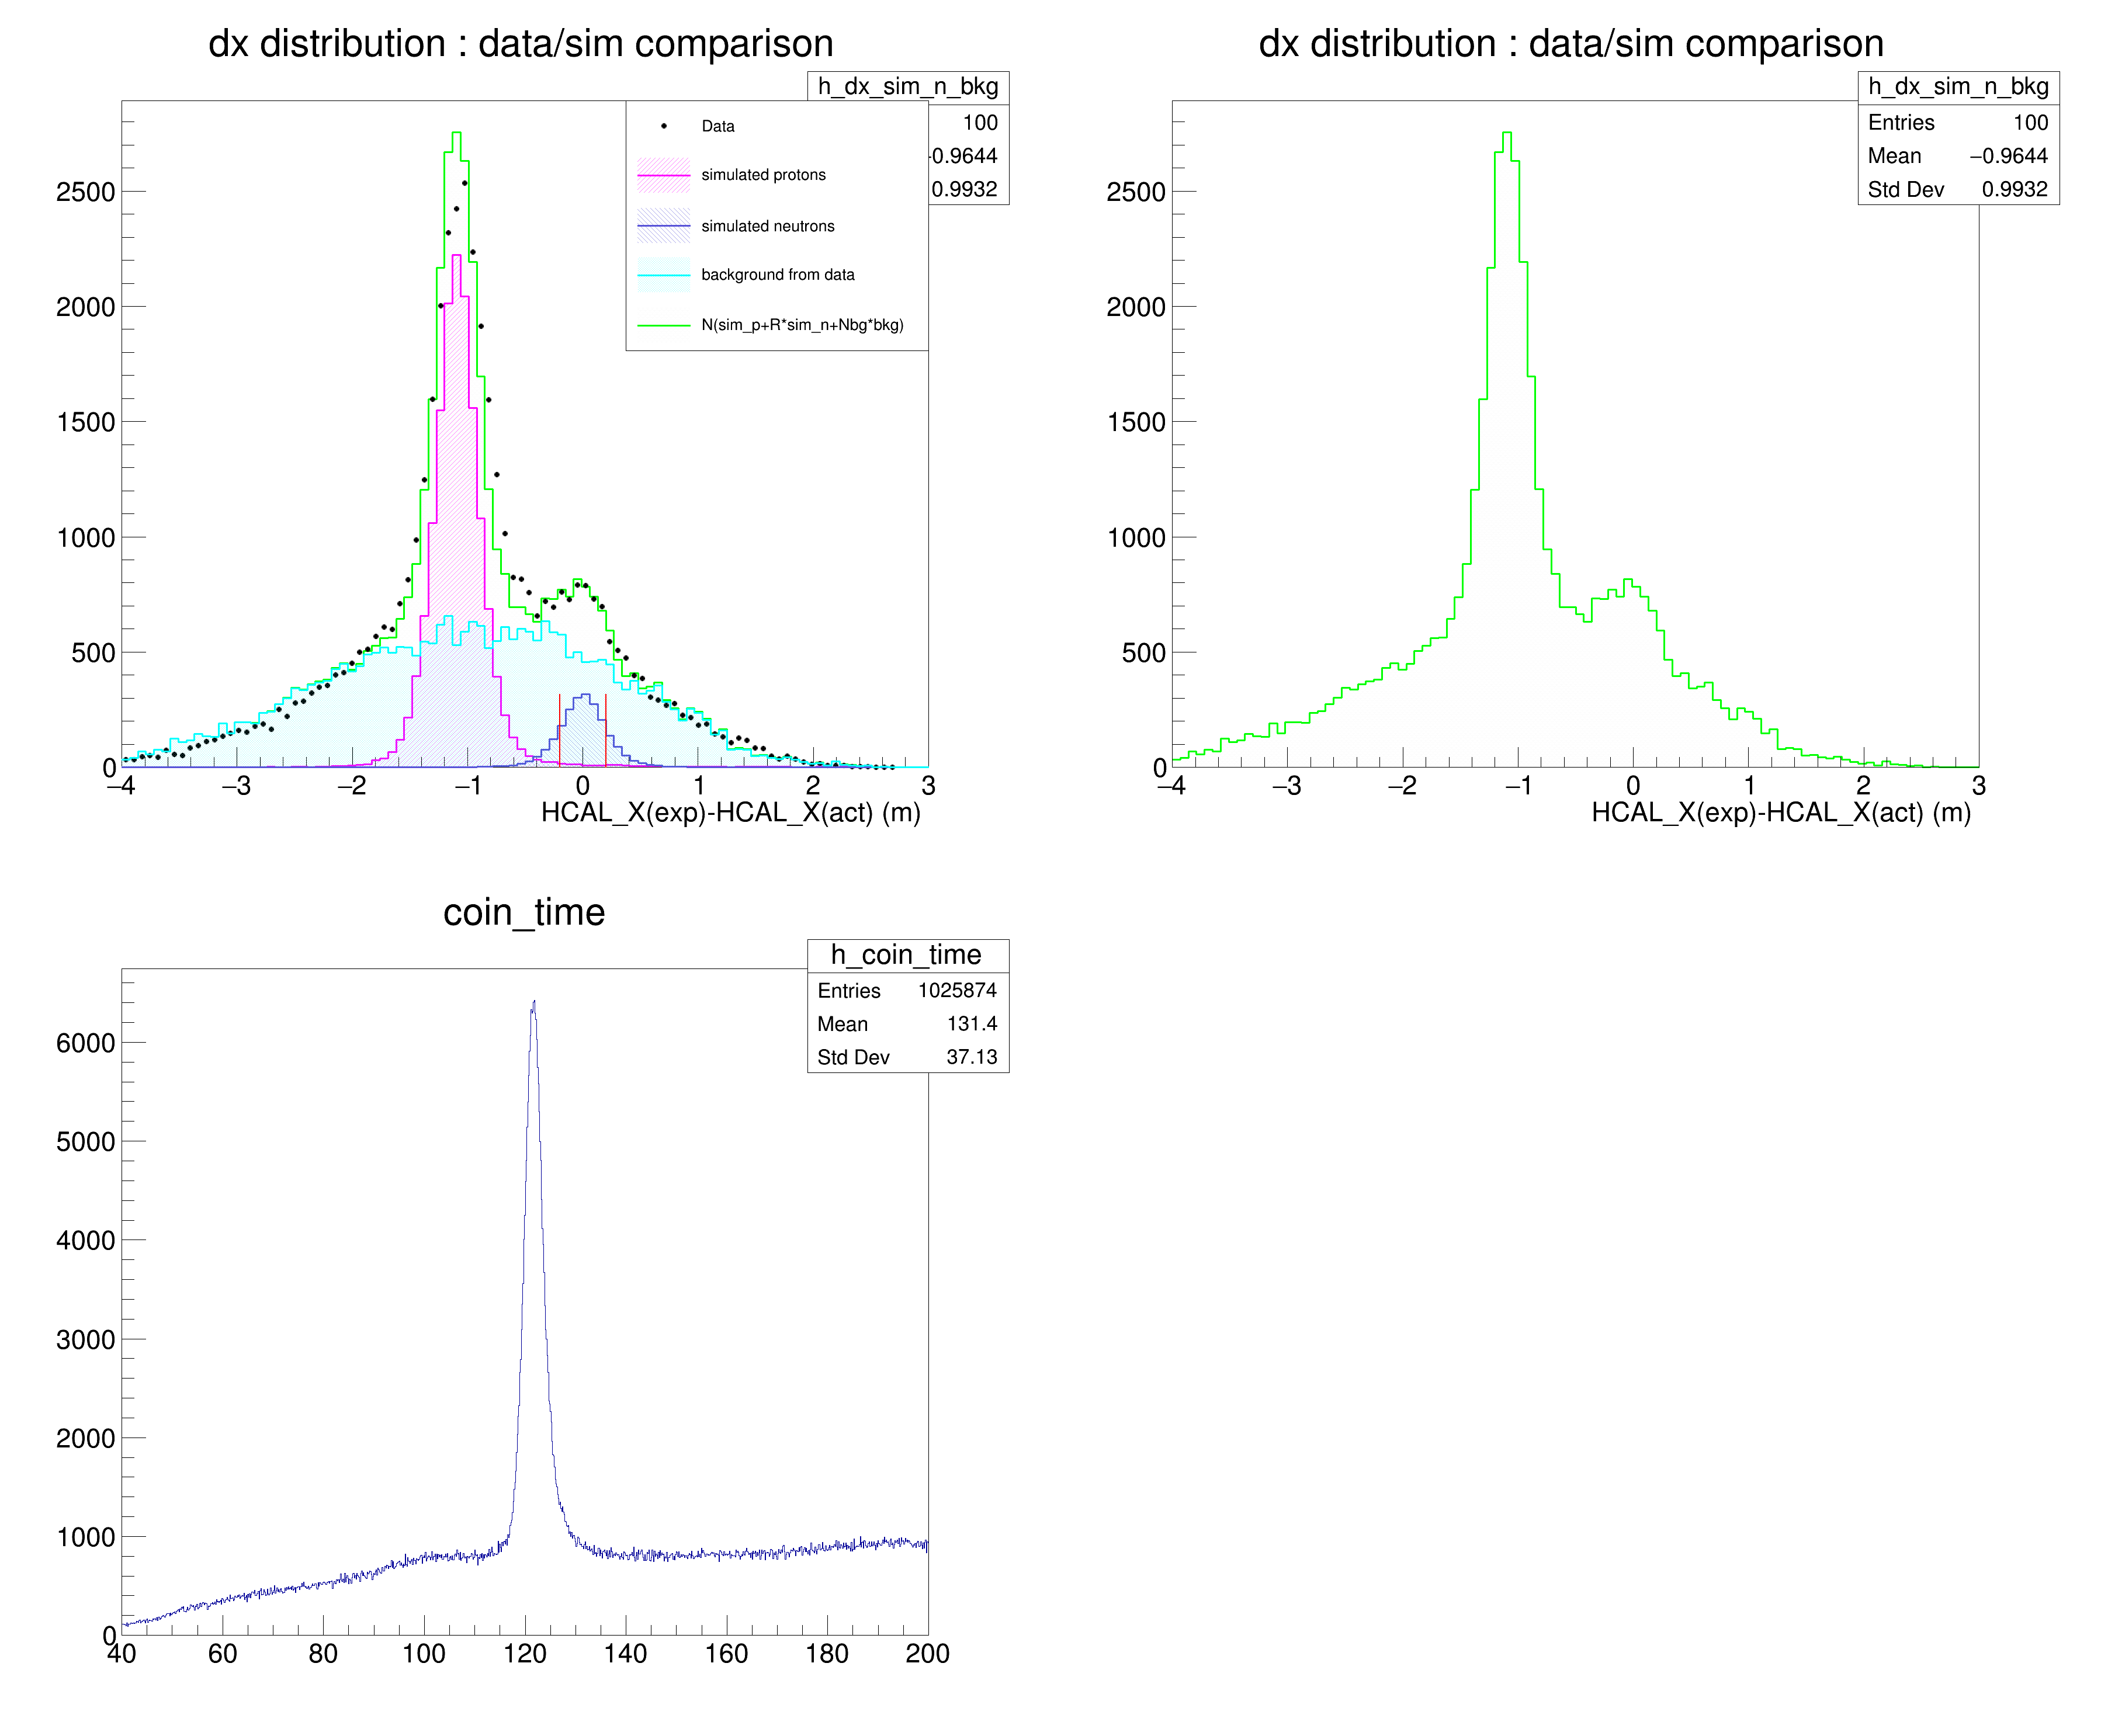 dx distribution : data/sim comparison
h_dx_sim_n_bkg
100
−0.9644
0.9932
Data
simulated protons
simulated neutrons
background from data
N(sim_p+R*sim_n+Nbg*bkg)
2500
2000
1500
1000
500
0
−4 −3 −2 −1 0 1 2 3
HCAL_X(exp)-HCAL_X(act) (m)
dx distribution : data/sim comparison
h_dx_sim_n_bkg
Entries 100
Mean −0.9644
Std Dev 0.9932
2500
2000
1500
1000
500
0
−4 −3 −2 −1 0 1 2 3
HCAL_X(exp)-HCAL_X(act) (m)
coin_time
h_coin_time
Entries 1025874
Mean 131.4
Std Dev 37.13
6000
5000
4000
3000
2000
1000
0
40 60 80 100 120 140 160 180 200